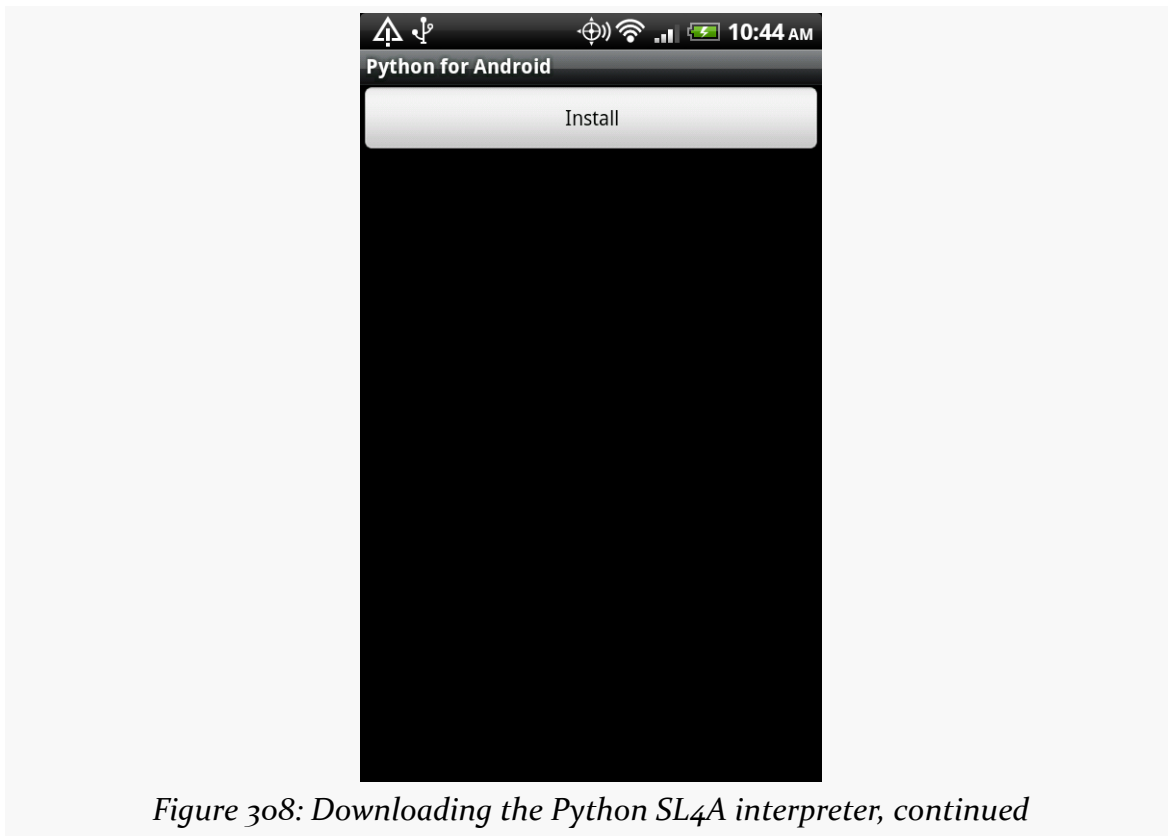 10:44 AM
Python for Android
Install
Figure 308: Downloading the Python SL4A interpreter, continued